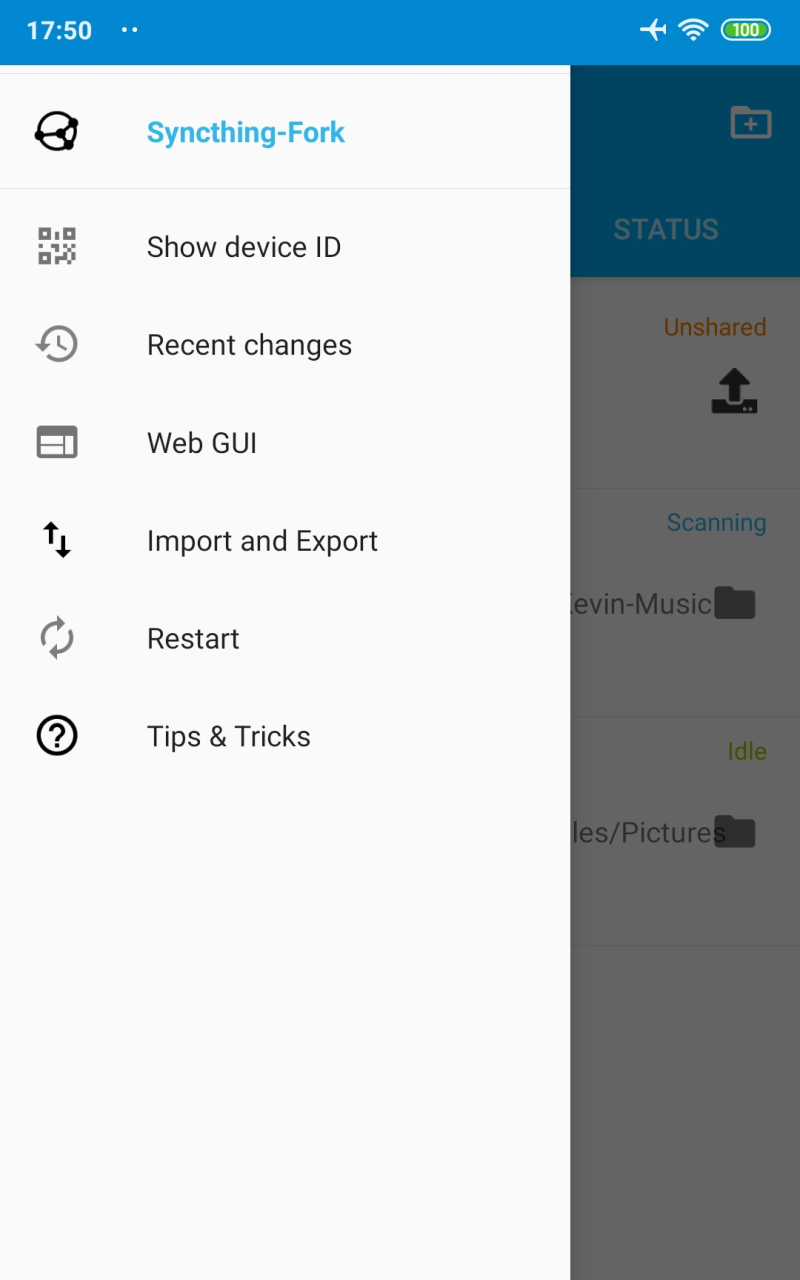 17:50
100
Syncthing-Fork
STATUS
Show device ID
Recent changes
Web GUI
Import and Export
Restart
Tips & Tricks
Unshared
Scanning
Kevin-Music
Idle
les/Pictures